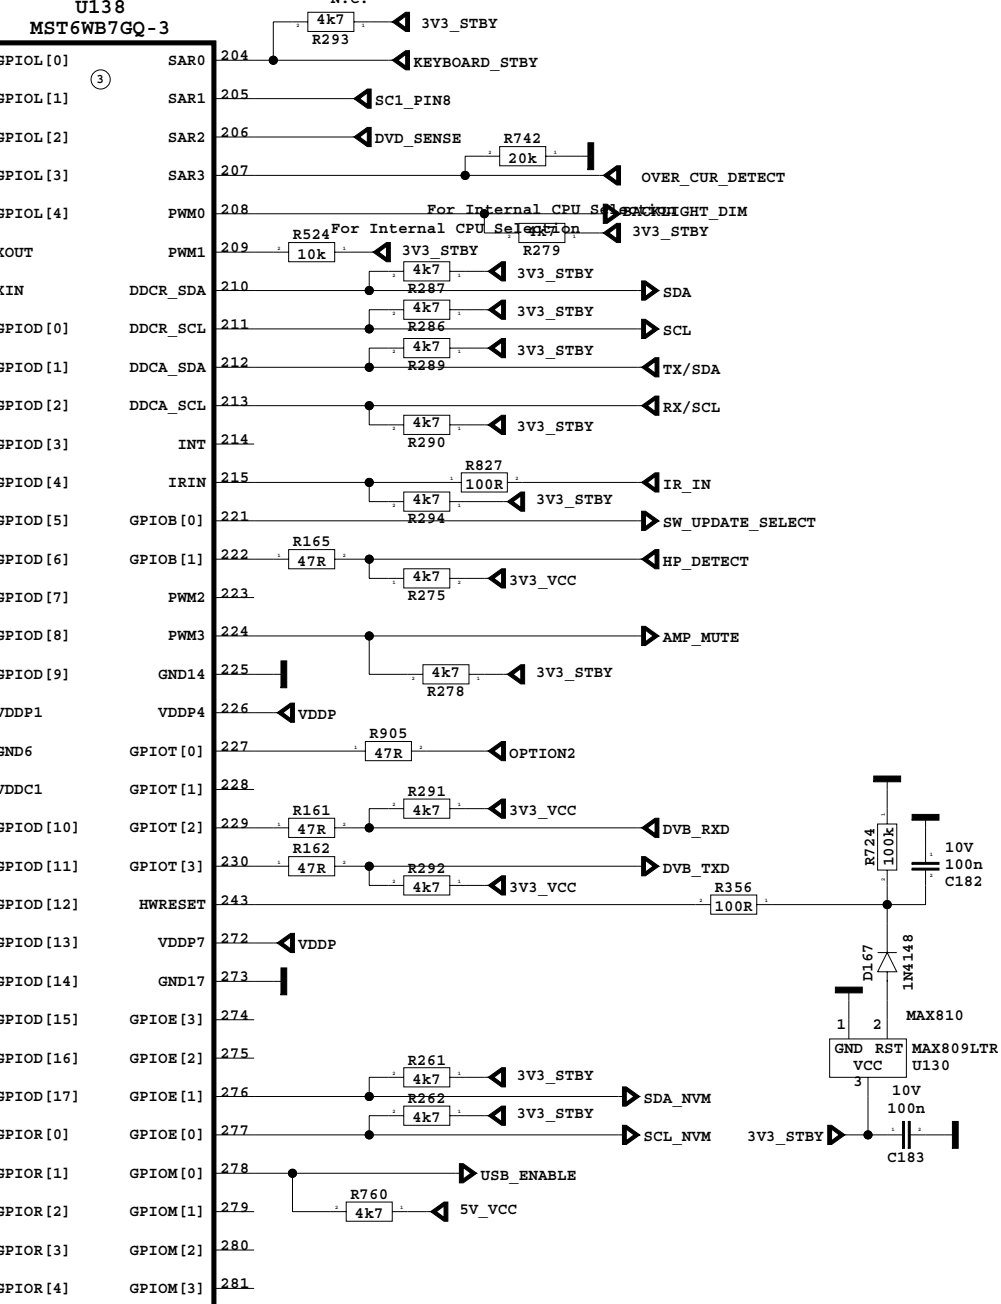 U138
MST6WB7GQ-3
N.C.
4k7
R293
3V3_STBY
GPIOL[0] SAR0 204 KEYBOARD_STBY
3
GPIOL[1] SAR1 205 SC1_PIN8
GPIOL[2] SAR2 206 DVD_SENSE
R742
20k
GPIOL[3] SAR3 207 OVER_CUR_DETECT
GPIOL[4] PWM0 208 For Internal CPU Selection BACKLIGHT_DIM
For Internal CPU Selection 4k7 3V3_STBY
R279
R524
XOUT PWM1 209 10k 3V3_STBY
4k7 3V3_STBY
R287
XIN DDCR_SDA 210 SDA
4k7 3V3_STBY
R286
GPIOD[0] DDCR_SCL 211 SCL
4k7 3V3_STBY
R289
GPIOD[1] DDCA_SDA 212 TX/SDA
GPIOD[2] DDCA_SCL 213 RX/SCL
4k7 3V3_STBY
R290
GPIOD[3] INT 214
R827
GPIOD[4] IRIN 215 100R IR_IN
4k7 3V3_STBY
R294
GPIOD[5] GPIOB[0] 221 SW_UPDATE_SELECT
R165
GPIOD[6] GPIOB[1] 222 47R HP_DETECT
4k7 3V3_VCC
R275
GPIOD[7] PWM2 223
GPIOD[8] PWM3 224 AMP_MUTE
GPIOD[9] GND14 225 4k7 3V3_STBY
R278
VDDP1 VDDP4 226 VDDP
R905
GND6 GPIOT[0] 227 47R OPTION2
VDDC1 GPIOT[1] 228
R291
4k7 3V3_VCC
R161
GPIOD[10] GPIOT[2] 229 47R DVB_RXD
R162
GPIOD[11] GPIOT[3] 230 47R DVB_TXD
R292
4k7 3V3_VCC
R724
100k
10V
100n
C182
R356
GPIOD[12] HWRESET 243 100R
GPIOD[13] VDDP7 272 VDDP
D167
1N4148
GPIOD[14] GND17 273
GPIOD[15] GPIOE[3] 274
MAX810
1 2
GND RST MAX809LTR
VCC U130
3
GPIOD[16] GPIOE[2] 275
R261
4k7 3V3_STBY
GPIOD[17] GPIOE[1] 276 SDA_NVM
R262
4k7 3V3_STBY
10V
100n
GPIOR[0] GPIOE[0] 277 SCL_NVM 3V3_STBY
C183
GPIOR[1] GPIOM[0] 278 USB_ENABLE
R760
GPIOR[2] GPIOM[1] 279 4k7 5V_VCC
GPIOR[3] GPIOM[2] 280
GPIOR[4] GPIOM[3] 281